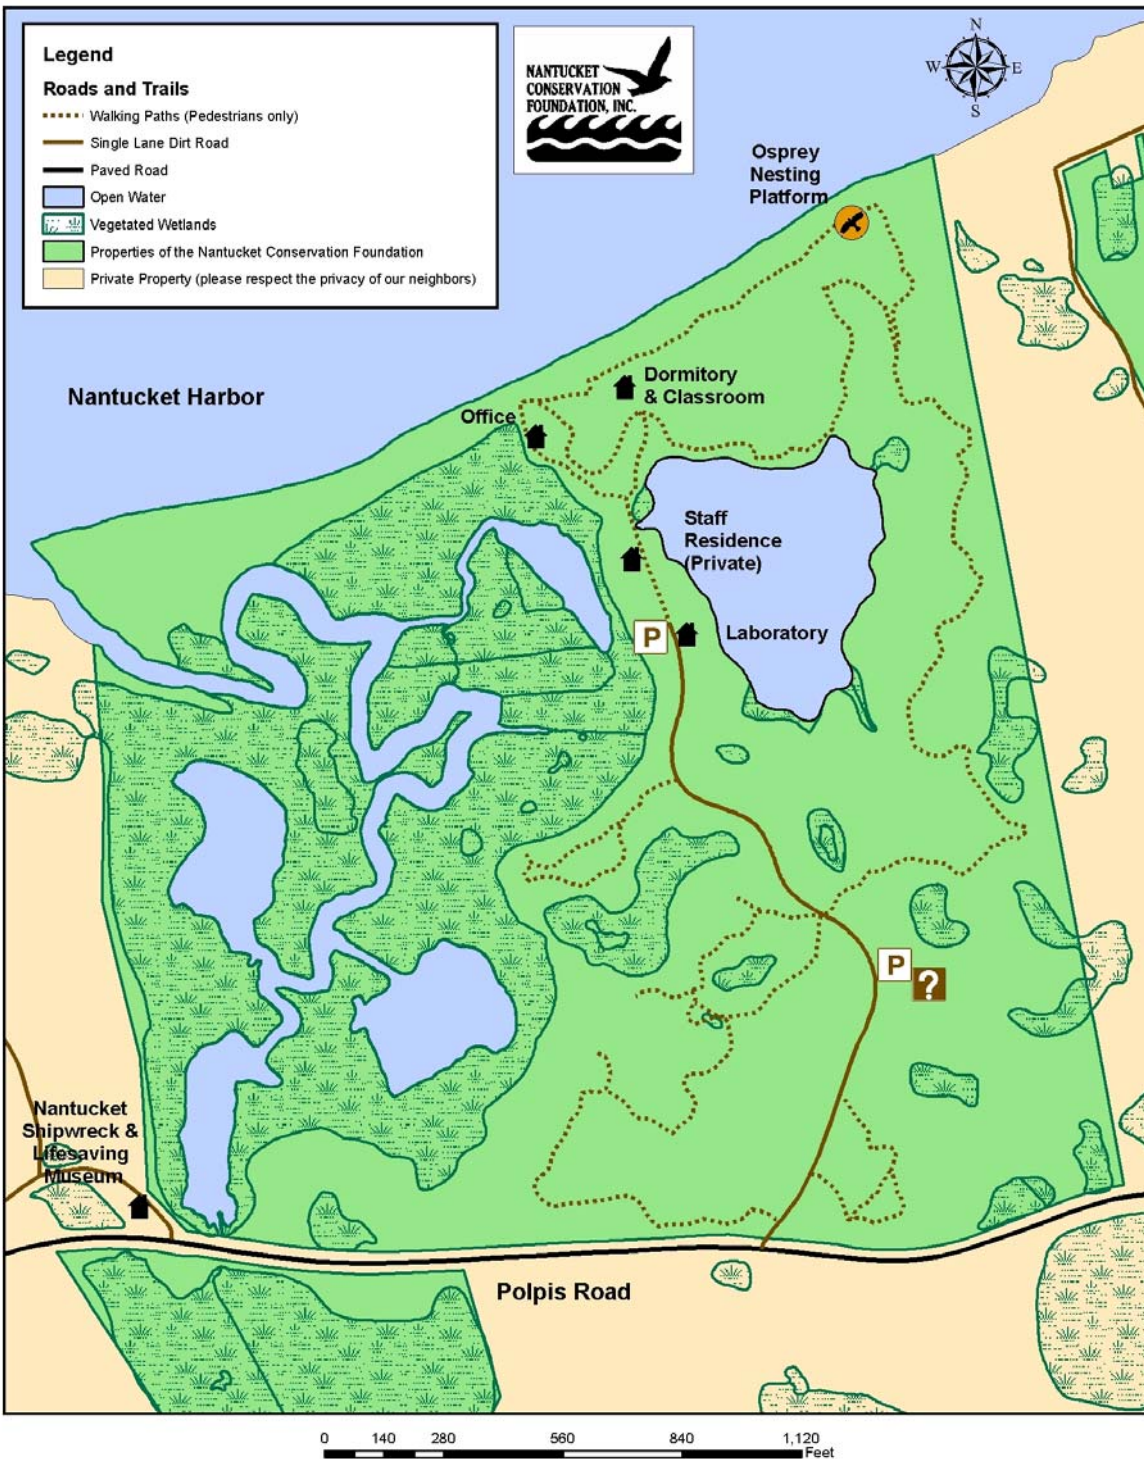 Legend
Roads and Trails
Walking Paths (Pedestrians only)
Single Lane Dirt Road
Paved Road
Open Water
Vegetated Wetlands
Properties of the Nantucket Conservation Foundation
Private Property (please respect the privacy of our neighbors)
NANTUCKET
CONSERVATION
FOUNDATION, INC.
N
W
E
S
Osprey
Nesting
Platform
Nantucket Harbor
Dormitory
& Classroom
Office
Staff
Residence
(Private)
P
Laboratory
P
?
Nantucket
Shipwreck &
Lifesaving
Museum
Polpis Road
0 140 280 560 840 1,120
Feet